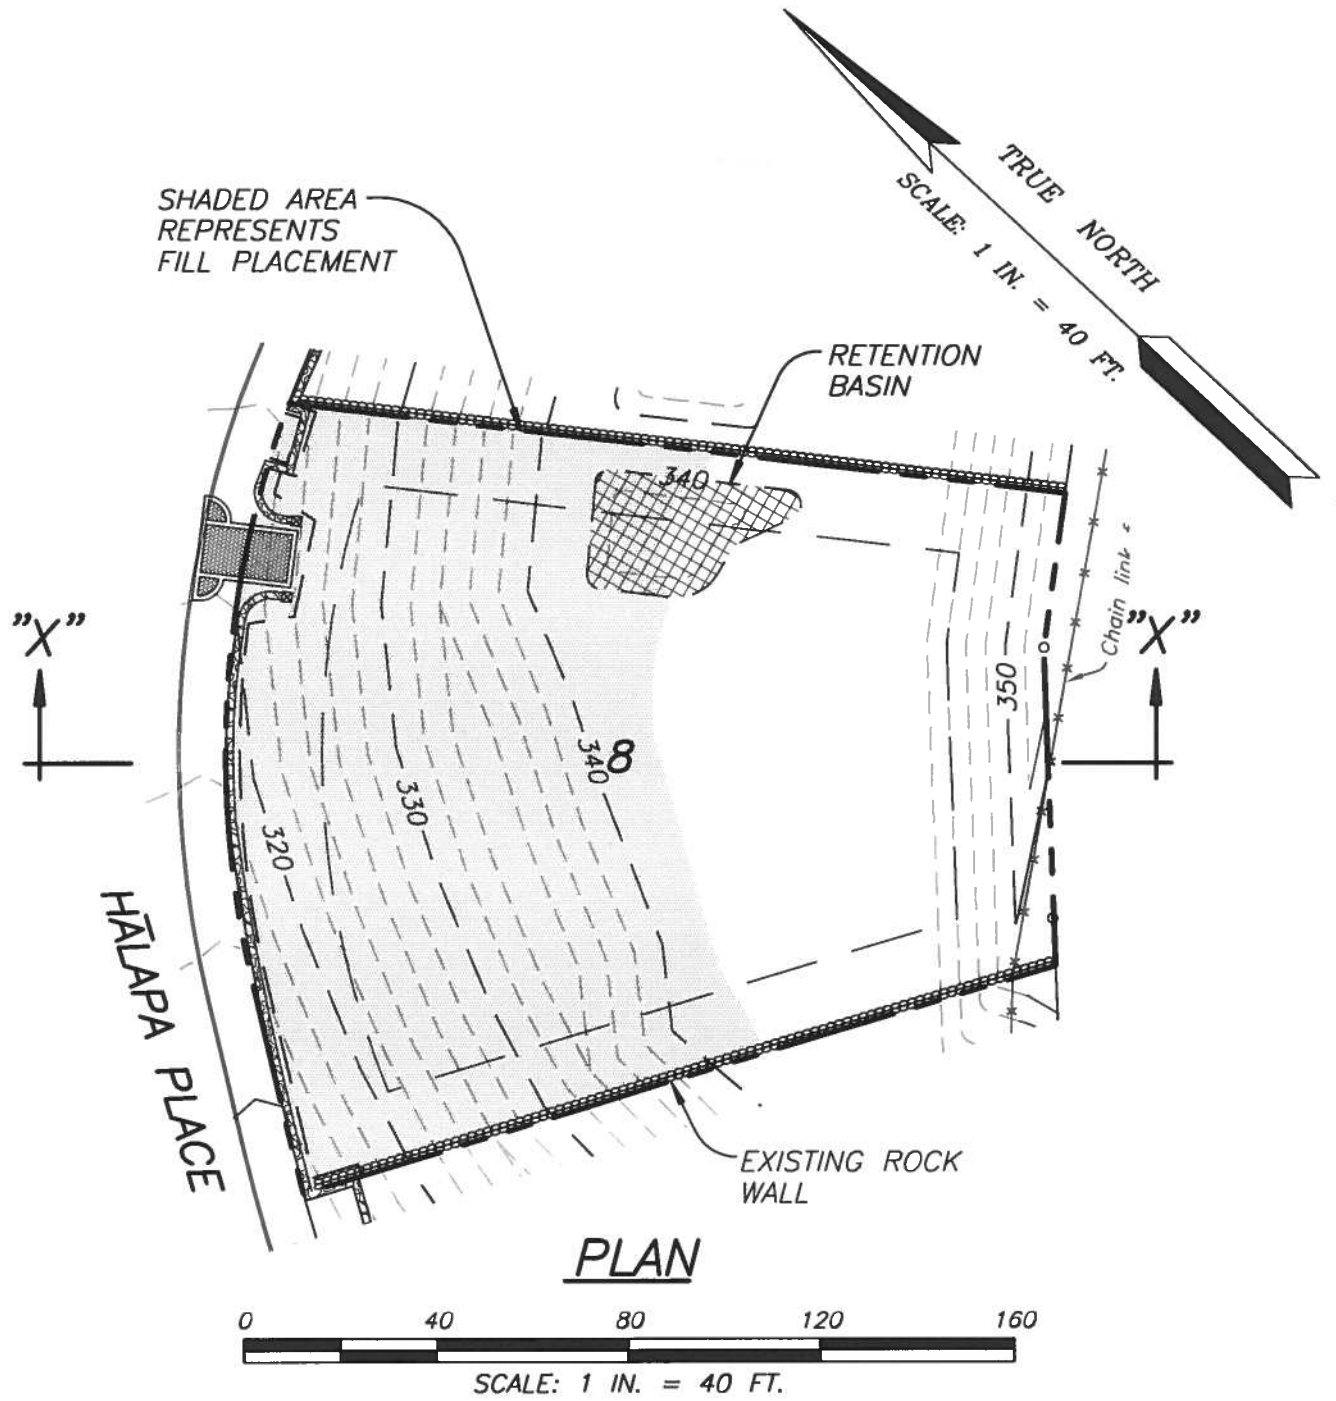 TRUE NORTH
SCALE: 1 IN. = 40 FT.
SHADED AREA
REPRESENTS
FILL PLACEMENT
RETENTION
BASIN
340
"X"
"X"
Chain link
350
8
340
330
320
HĀLAPA PLACE
EXISTING ROCK
WALL
PLAN
0 40 80 120 160
SCALE: 1 IN. = 40 FT.